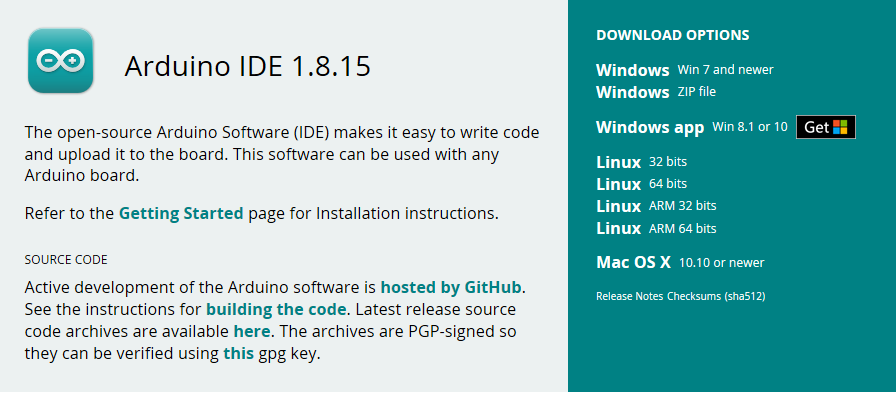 Arduino IDE 1.8.15
The open-source Arduino Software (IDE) makes it easy to write code
and upload it to the board. This software can be used with any
Arduino board.
Refer to the Getting Started page for Installation instructions.
SOURCE CODE
Active development of the Arduino software is hosted by GitHub.
See the instructions for building the code. Latest release source
code archives are available here. The archives are PGP-signed so
they can be verified using this gpg key.
DOWNLOAD OPTIONS
Windows Win 7 and newer
Windows ZIP file
Windows app Win 8.1 or 10 Get
Linux 32 bits
Linux 64 bits
Linux ARM 32 bits
Linux ARM 64 bits
Mac OS X 10.10 or newer
Release Notes Checksums (sha512)